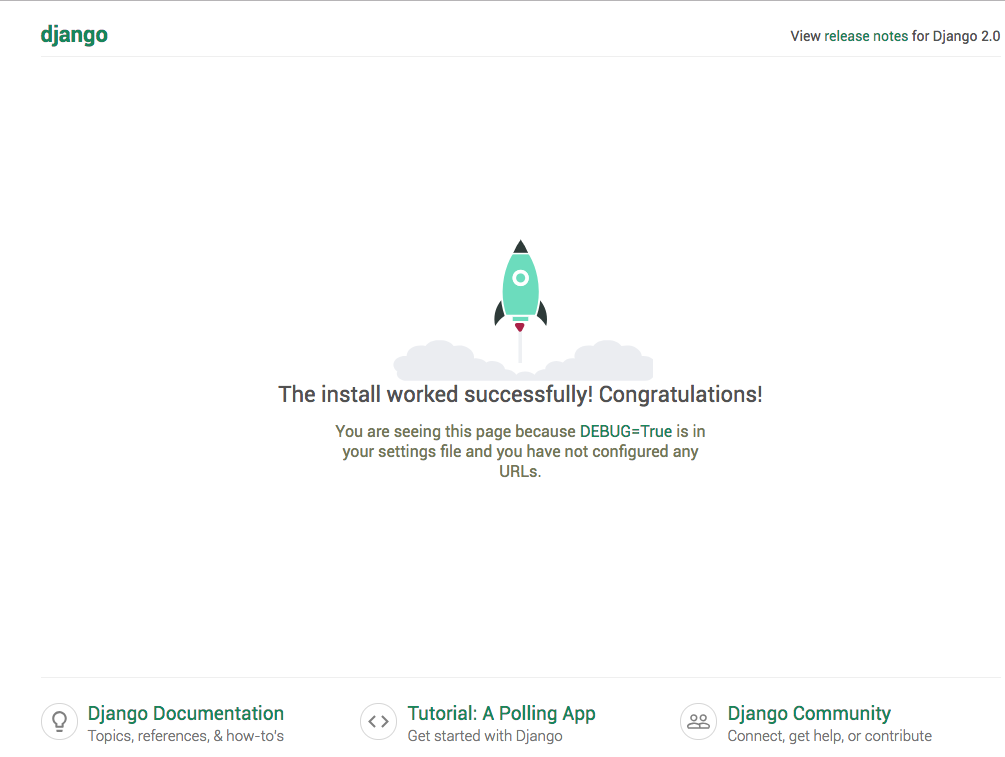 django
View release notes for Django 2.0
The install worked successfully! Congratulations!
You are seeing this page because DEBUG=True is in
your settings file and you have not configured any
URLs.
Django Documentation
Topics, references, & how-to's
Tutorial: A Polling App
Get started with Django
Django Community
Connect, get help, or contribute